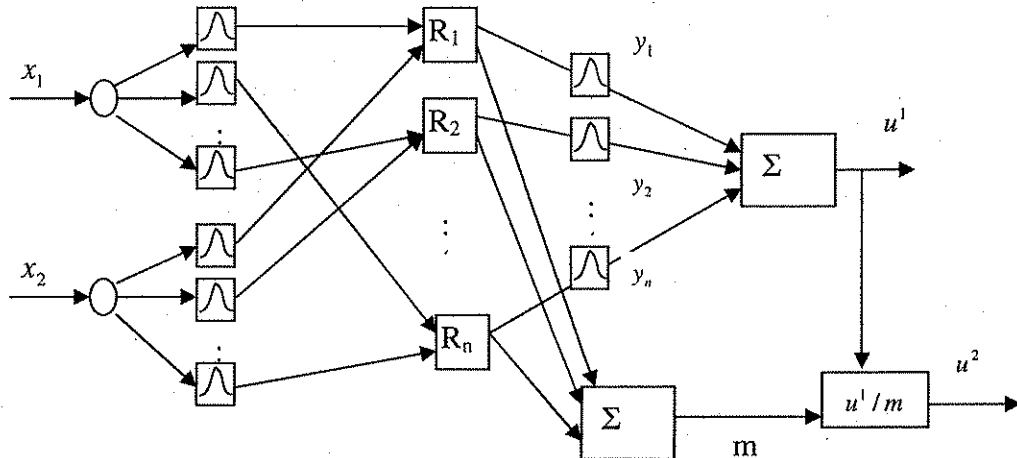 x₁
x₂
R₁
R₂
⋮
Rₙ
y₁
y₂
⋮
yₙ
Σ
u¹
Σ
m
u¹/m
u²